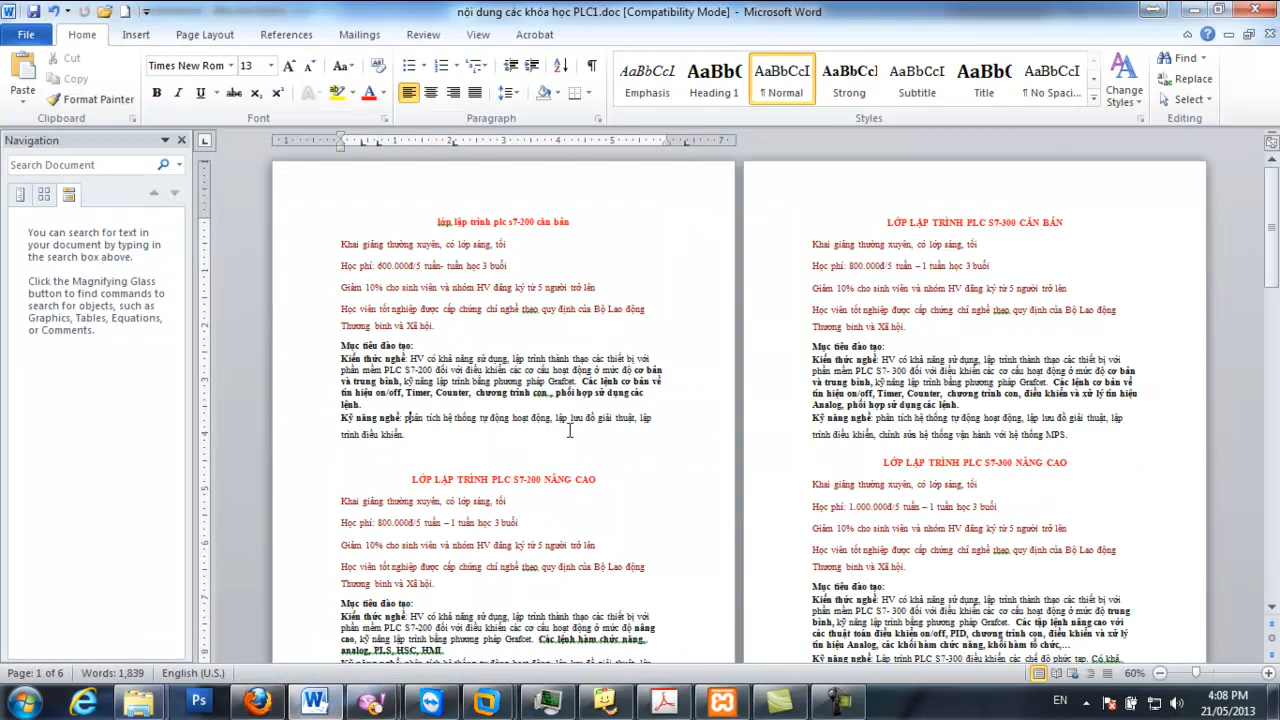 nội dung các khóa học PLC1.doc [Compatibility Mode] - Microsoft Word
File Home Insert Page Layout References Mailings Review View Acrobat
Paste
Cut
Copy
Format Painter
Clipboard
Times New Rom 13
Font
Paragraph
AaBbCcI AaBbC AaBbCcI AaBbCcI AaBbCcI AaBbC AaBbCcI
Emphasis Heading 1 ¶ Normal Strong Subtitle Title ¶ No Spaci...
Change Styles
Styles
Find
Replace
Select
Editing
Navigation
Search Document
You can search for text in
your document by typing in
the search box above.
Click the Magnifying Glass
button to find commands to
search for objects, such as
Graphics, Tables, Equations,
or Comments.
lớp lập trình plc s7-200 căn bản
Khai giảng thường xuyên, có lớp sáng, tối
Học phí: 600.000đ/5 tuần- tuần học 3 buổi
Giảm 10% cho sinh viên và nhóm HV đăng ký từ 5 người trở lên
Học viên tốt nghiệp được cấp chứng chỉ nghề theo quy định của Bộ Lao động
Thương binh và Xã hội.
Mục tiêu đào tạo:
Kiến thức nghề: HV có khả năng sử dụng, lập trình thành thạo các thiết bị với
phần mềm PLC S7-200 đối với điều khiển các cơ cấu hoạt động ở mức độ cơ bản
và trung bình, kỹ năng lập trình bằng phương pháp Grafcet. Các lệnh cơ bản về
tín hiệu on/off, Timer, Counter, chương trình con., phối hợp sử dụng các
lệnh.
Kỹ năng nghề: phân tích hệ thống tự động hoạt động, lập lưu đồ giải thuật, lập
trình điều khiển.
LỚP LẬP TRÌNH PLC S7-200 NÂNG CAO
Khai giảng thường xuyên, có lớp sáng, tối
Học phí: 800.000đ/5 tuần – 1 tuần học 3 buổi
Giảm 10% cho sinh viên và nhóm HV đăng ký từ 5 người trở lên
Học viên tốt nghiệp được cấp chứng chỉ nghề theo quy định của Bộ Lao động
Thương binh và Xã hội.
Mục tiêu đào tạo:
Kiến thức nghề: HV có khả năng sử dụng, lập trình thành thạo các thiết bị với
phần mềm PLC S7-200 đối với điều khiển các cơ cấu hoạt động ở mức độ nâng
cao, kỹ năng lập trình bằng phương pháp Grafcet. Các lệnh hàm chức năng,
analog, PLS, HSC, HMI.
LỚP LẬP TRÌNH PLC S7-300 CĂN BẢN
Khai giảng thường xuyên, có lớp sáng, tối
Học phí: 800.000đ/5 tuần – 1 tuần học 3 buổi
Giảm 10% cho sinh viên và nhóm HV đăng ký từ 5 người trở lên
Học viên tốt nghiệp được cấp chứng chỉ nghề theo quy định của Bộ Lao động
Thương binh và Xã hội.
Mục tiêu đào tạo:
Kiến thức nghề: HV có khả năng sử dụng, lập trình thành thạo các thiết bị với
phần mềm PLC S7- 300 đối với điều khiển các cơ cấu hoạt động ở mức độ cơ bản
và trung bình, kỹ năng lập trình bằng phương pháp Grafcet. Các lệnh cơ bản về
tín hiệu on/off, Timer, Counter, chương trình con, điều khiển và xử lý tín hiệu
Analog, phối hợp sử dụng các lệnh.
Kỹ năng nghề: phân tích hệ thống tự động hoạt động, lập lưu đồ giải thuật, lập
trình điều khiển, chỉnh sửa hệ thống vận hành với hệ thống MPS.
LỚP LẬP TRÌNH PLC S7-300 NÂNG CAO
Khai giảng thường xuyên, có lớp sáng, tối
Học phí: 1.000.000đ/5 tuần – 1 tuần học 3 buổi
Giảm 10% cho sinh viên và nhóm HV đăng ký từ 5 người trở lên
Học viên tốt nghiệp được cấp chứng chỉ nghề theo quy định của Bộ Lao động
Thương binh và Xã hội.
Mục tiêu đào tạo:
Kiến thức nghề: HV có khả năng sử dụng, lập trình thành thạo các thiết bị với
phần mềm PLC S7- 300 đối với điều khiển các cơ cấu hoạt động ở mức độ trung
bình, kỹ năng lập trình bằng phương pháp Grafcet. Các tập lệnh nâng cao với
các thuật toán điều khiển on/off, PID, chương trình con, điều khiển và xử lý
tín hiệu Analog, các khối hàm chức năng, khối hàm tổ chức,...
Kỹ năng nghề: Lập trình PLC S7-300 điều khiển các chế độ phức tạp. Có khả
Page: 1 of 6 Words: 1,839 English (U.S.) 60%
EN
4:08 PM
21/05/2013